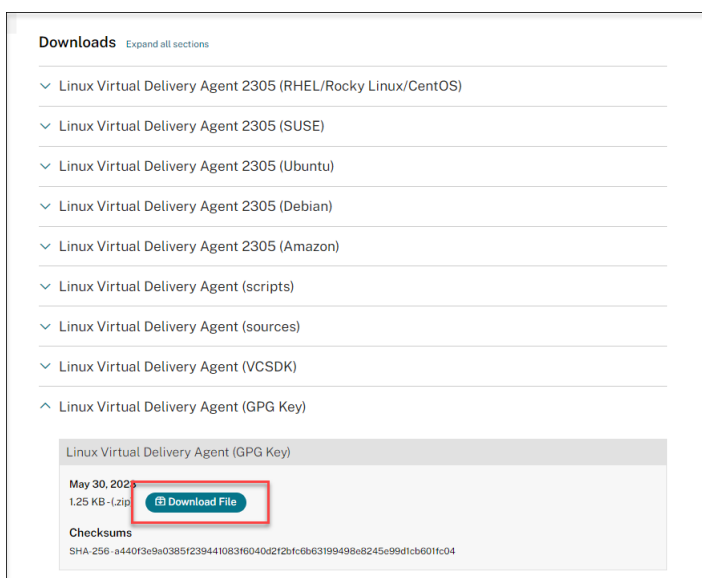 Downloads Expand all sections
Linux Virtual Delivery Agent 2305 (RHEL/Rocky Linux/CentOS)
Linux Virtual Delivery Agent 2305 (SUSE)
Linux Virtual Delivery Agent 2305 (Ubuntu)
Linux Virtual Delivery Agent 2305 (Debian)
Linux Virtual Delivery Agent 2305 (Amazon)
Linux Virtual Delivery Agent (scripts)
Linux Virtual Delivery Agent (sources)
Linux Virtual Delivery Agent (VCSDK)
Linux Virtual Delivery Agent (GPG Key)
Linux Virtual Delivery Agent (GPG Key)
May 30, 2023
1.25 KB - (.zip) Download File
Checksums
SHA-256 - a440f3e9a0385f239441083f6040d2f2bfc6b63199498e8245e99d1cb601fc04